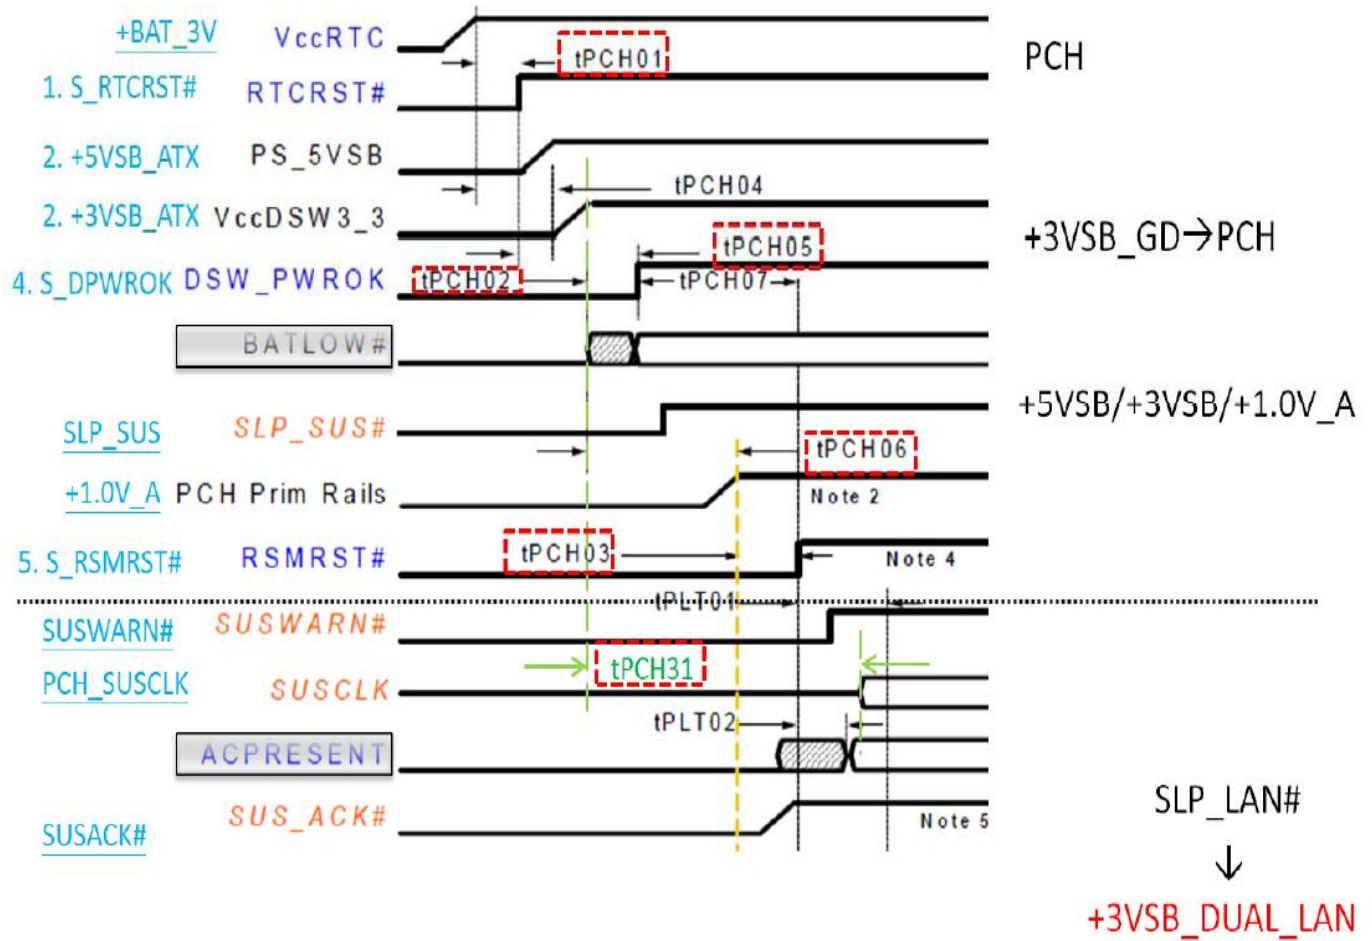 +BAT_3V VccRTC
tPCH01
PCH
1. S_RTCRST# RTCRST#
2. +5VSB_ATX PS_5VSB
tPCH04
2. +3VSB_ATX VccDSW3_3
tPCH05
+3VSB_GD→PCH
4. S_DPWROK DSW_PWROK tPCH02 tPCH07
BATLOW#
+5VSB/+3VSB/+1.0V_A
SLP_SUS SLP_SUS#
tPCH06
+1.0V_A PCH Prim Rails
Note 2
5. S_RSMRST# RSMRST# tPCH03
Note 4
tPLT01
SUSWARN# SUSWARN#
tPCH31
PCH_SUSCLK SUSCLK
tPLT02
ACPRESENT
SLP_LAN#
SUSACK# SUS_ACK#
Note 5
↓
+3VSB_DUAL_LAN